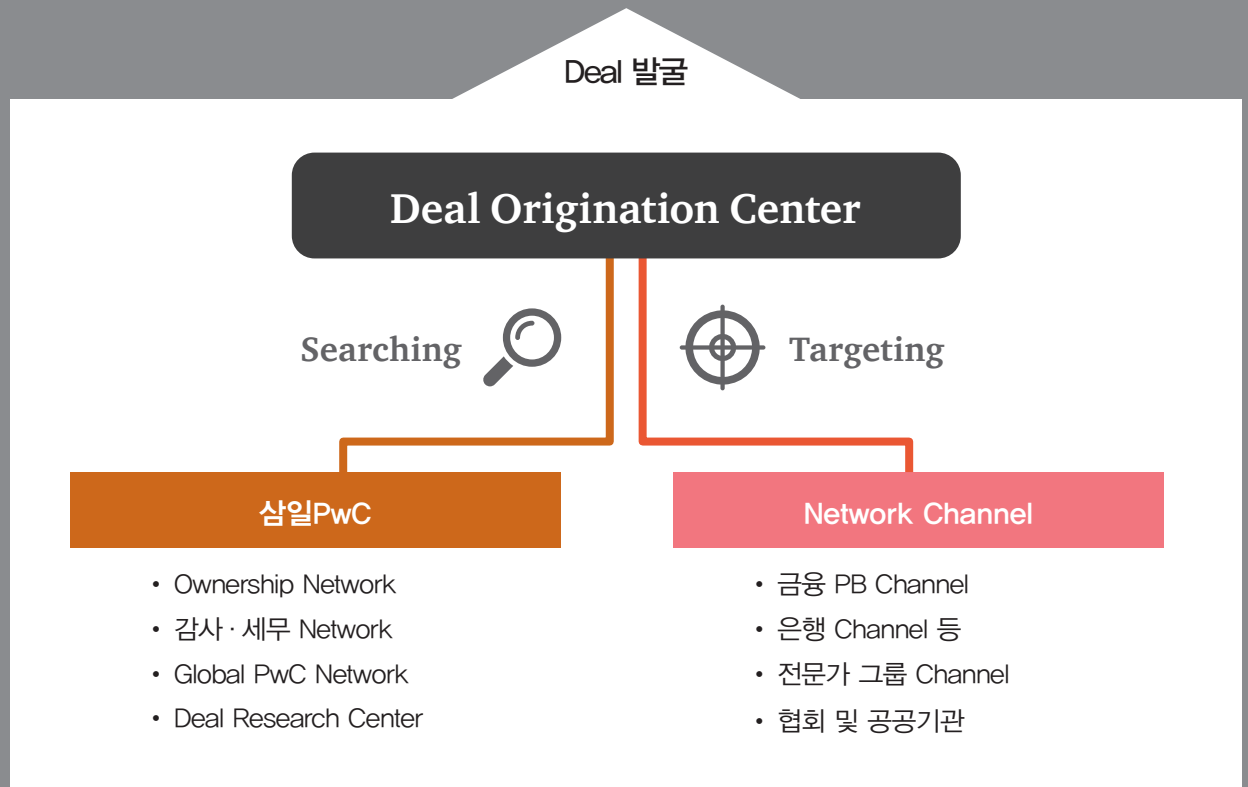 Deal 발굴
Deal Origination Center
Searching
Targeting
삼일PwC
• Ownership Network
• 감사 · 세무 Network
• Global PwC Network
• Deal Research Center
Network Channel
• 금융 PB Channel
• 은행 Channel 등
• 전문가 그룹 Channel
• 협회 및 공공기관